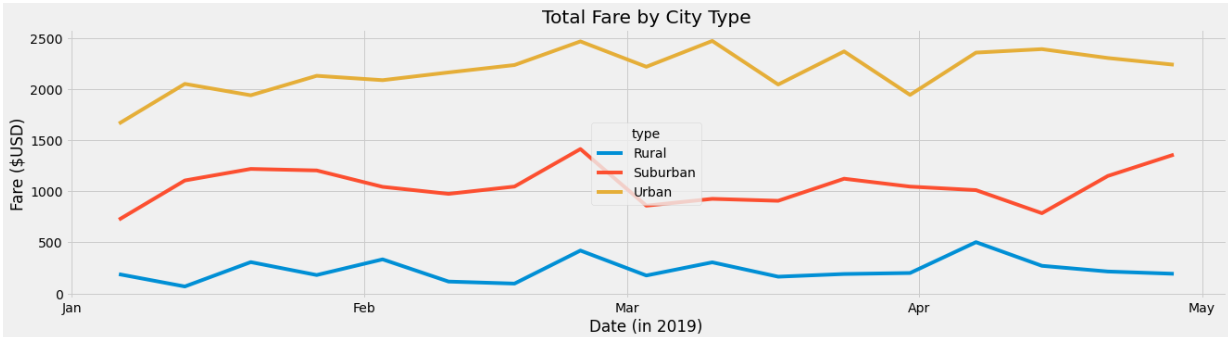 Total Fare by City Type
2500
2000
1500
1000
500
0
Fare ($USD)
type
Rural
Suburban
Urban
Jan
Feb
Mar
Apr
May
Date (in 2019)